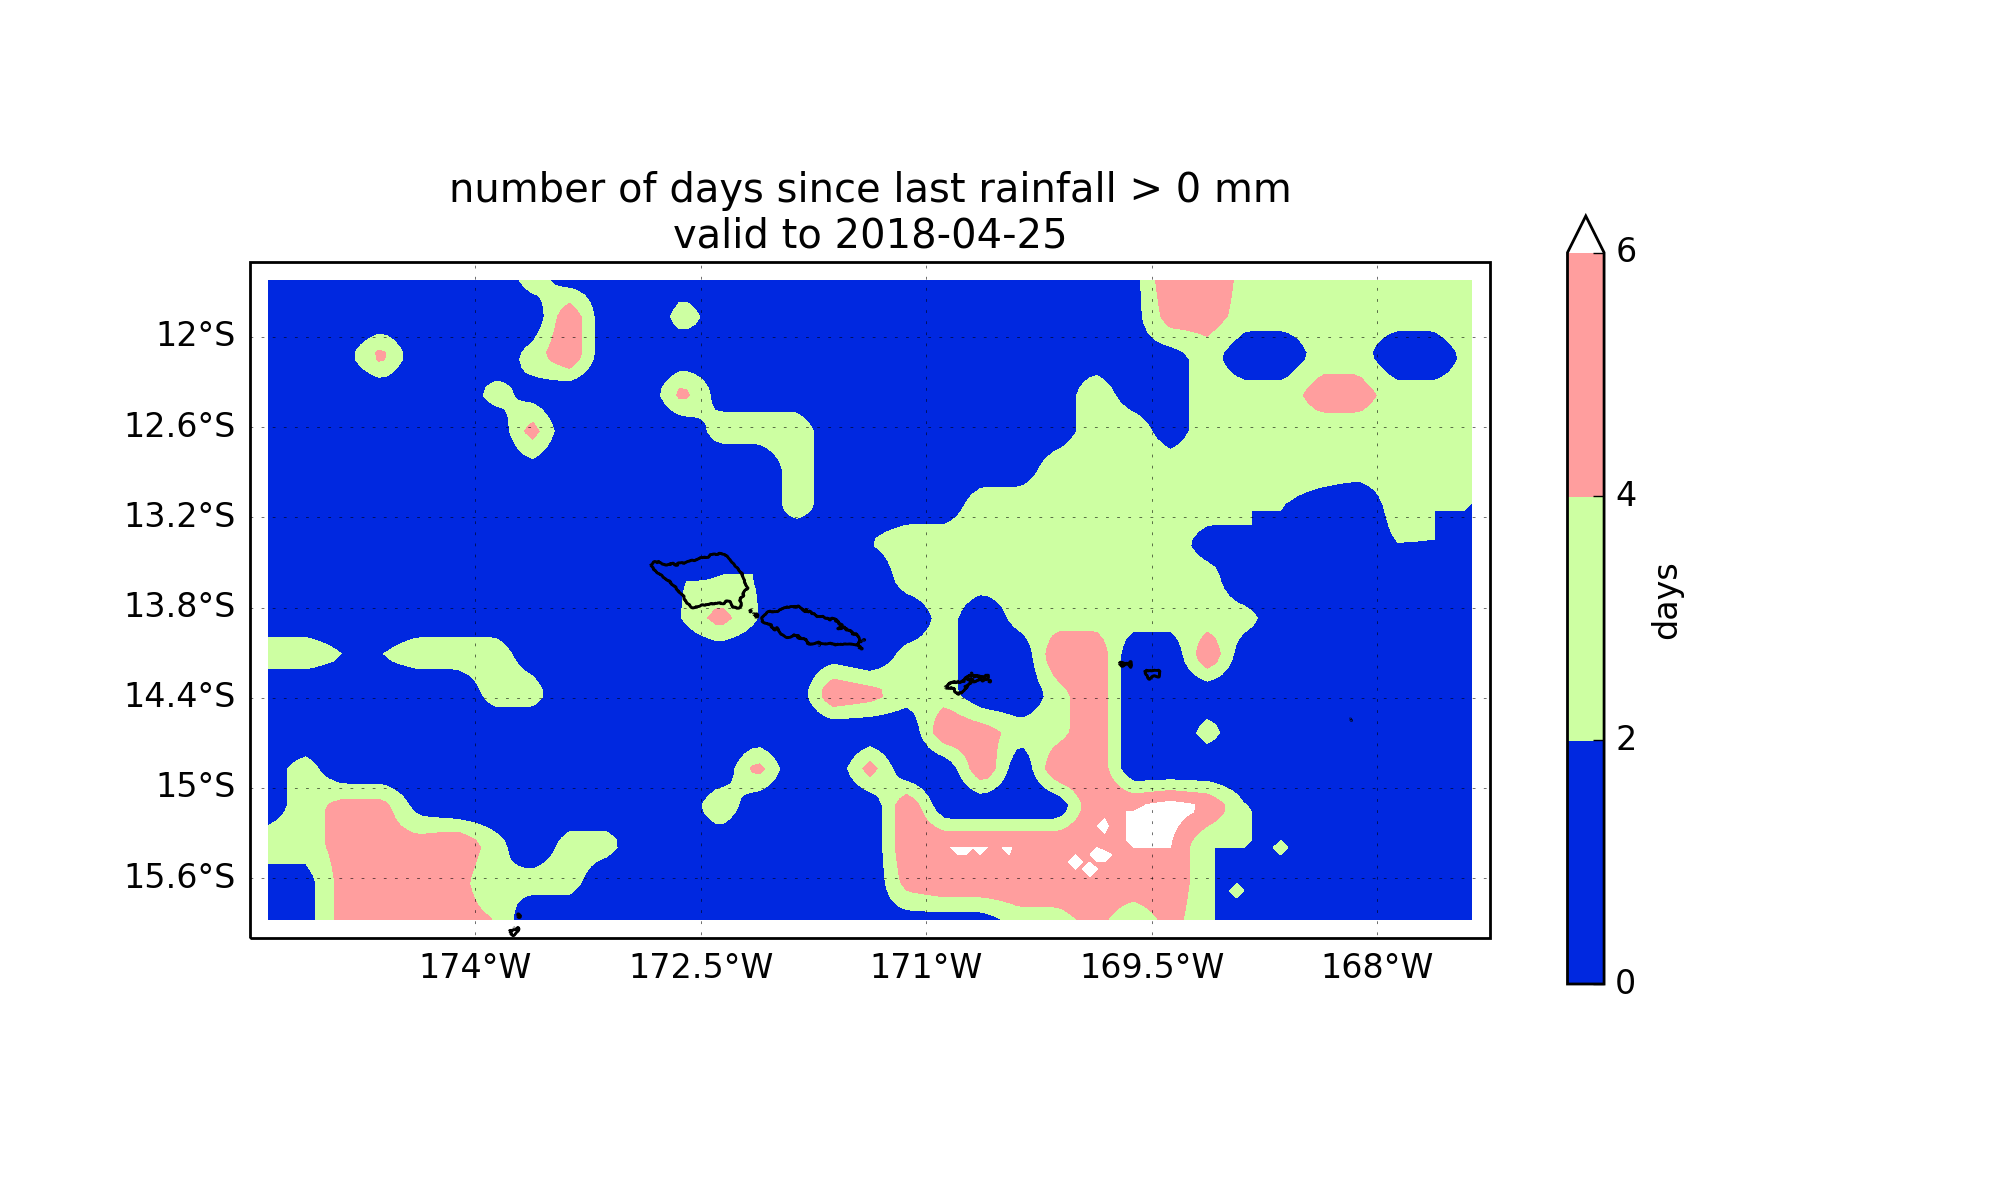 number of days since last rainfall > 0 mm
valid to 2018-04-25
12°S
12.6°S
13.2°S
13.8°S
14.4°S
15°S
15.6°S
174°W 172.5°W 171°W 169.5°W 168°W
6
4
2
0
days